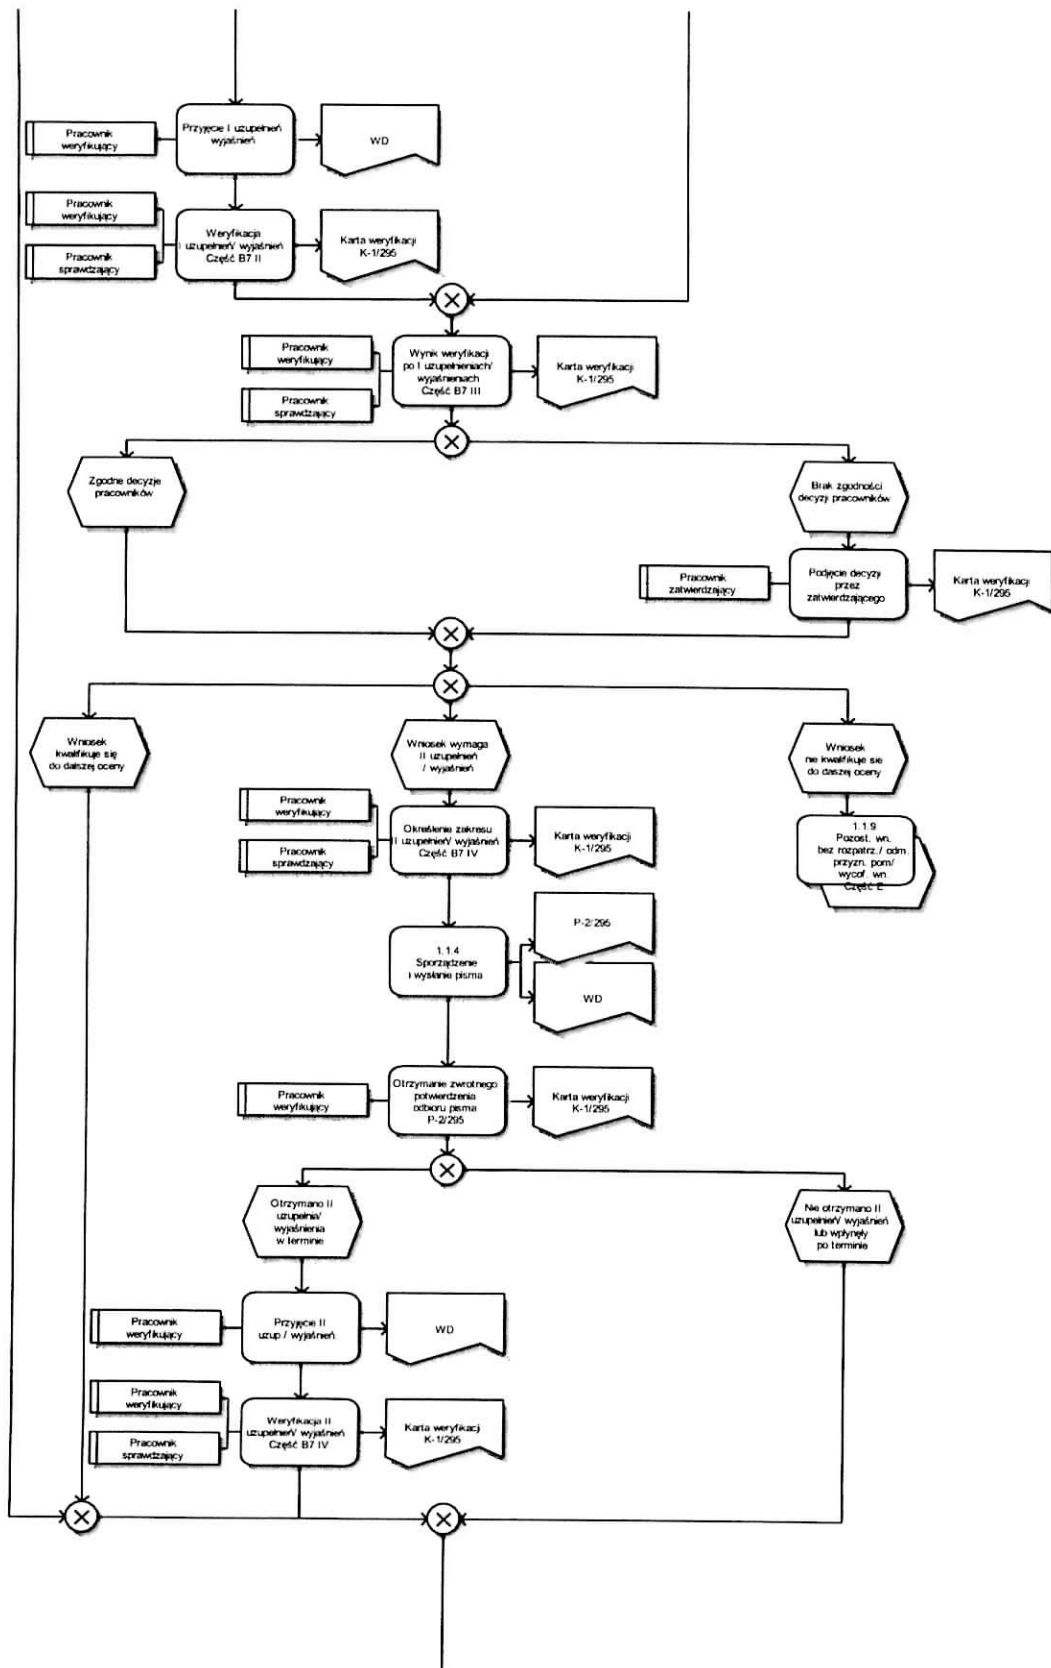 Pracownik
weryfikujący
Przyjęcie I uzupełnień
wyjaśnień
WD
Pracownik
weryfikujący
Pracownik
sprawdzający
Weryfikacja
I uzupełnień/ wyjaśnień
Część B7 II
Karta weryfikacji
K-1/295
Pracownik
weryfikujący
Pracownik
sprawdzający
Wynik weryfikacji
po I uzupełnieniach/
wyjaśnieniach
Część B7 III
Karta weryfikacji
K-1/295
Zgodne decyzje
pracowników
Brak zgodności
decyzji pracowników
Pracownik
zatwierdzający
Podjęcie decyzji
przez
zatwierdzającego
Karta weryfikacji
K-1/295
Wniosek
kwalifikuje się
do dalszej oceny
Wniosek wymaga
II uzupełnień
/ wyjaśnień
Wniosek
nie kwalifikuje sie
do daszej oceny
Pracownik
weryfikujący
Pracownik
sprawdzający
Określenie zakresu
II uzupełnień/ wyjaśnień
Część B7 IV
Karta weryfikacji
K-1/295
1.1.9
Pozost. wn.
bez rozpatrz./ odm.
przyzn. pom/
wycof. wn.
Część E
1.1.4
Sporządzenie
i wysłanie pisma
P-2/295
WD
Pracownik
weryfikujący
Otrzymanie zwrotnego
potwierdzenia
odbioru pisma
P-2/295
Karta weryfikacji
K-1/295
Otrzymano II
uzupełnia/
wyjaśnienia
w terminie
Nie otrzymano II
uzupełnień/ wyjaśnień
lub wpłynęły
po terminie
Pracownik
weryfikujący
Przyjęcie II
uzup./ wyjaśnień
WD
Pracownik
weryfikujący
Pracownik
sprawdzający
Weryfikacja II
uzupełnień/ wyjaśnień
Część B7 IV
Karta weryfikacji
K-1/295